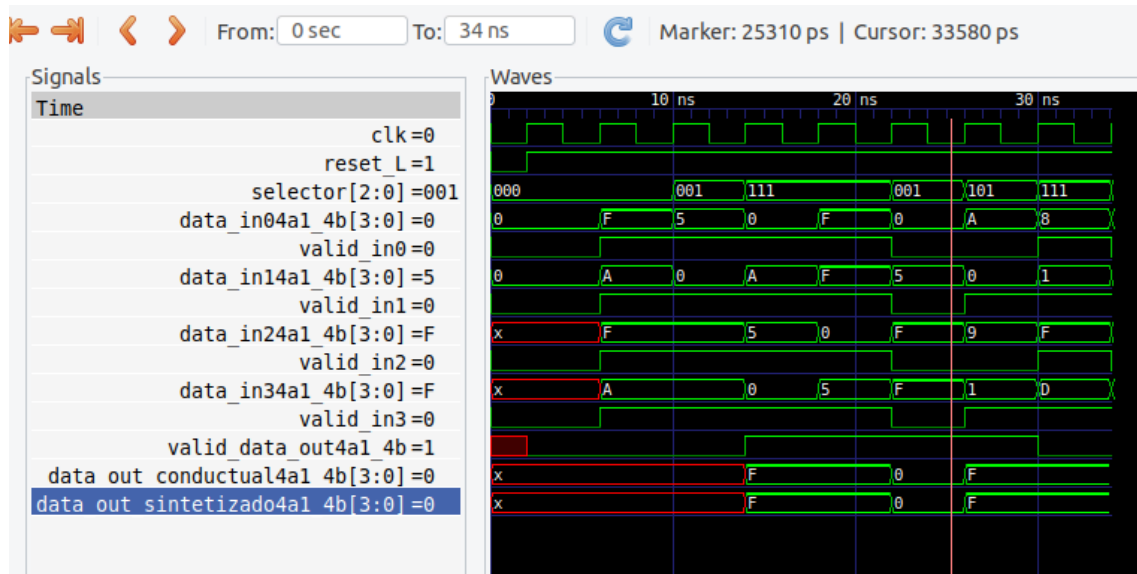 From: 0 sec To: 34 ns Marker: 25310 ps | Cursor: 33580 ps
Signals Waves
Time 0 10 ns 20 ns 30 ns
clk=0
reset_L=1
selector[2:0]=001 000 001 111 001 101 111
data_in04a1_4b[3:0]=0 0 F 5 0 F 0 A 8
valid_in0=0
data_in14a1_4b[3:0]=5 0 A 0 A F 5 0 1
valid_in1=0
data_in24a1_4b[3:0]=F x F 5 0 F 9 F
valid_in2=0
data_in34a1_4b[3:0]=F x A 0 5 F 1 D
valid_in3=0
valid_data_out4a1_4b=1
data_out_conductual4a1_4b[3:0]=0 x F 0 F
data_out_sintetizado4a1_4b[3:0]=0 x F 0 F